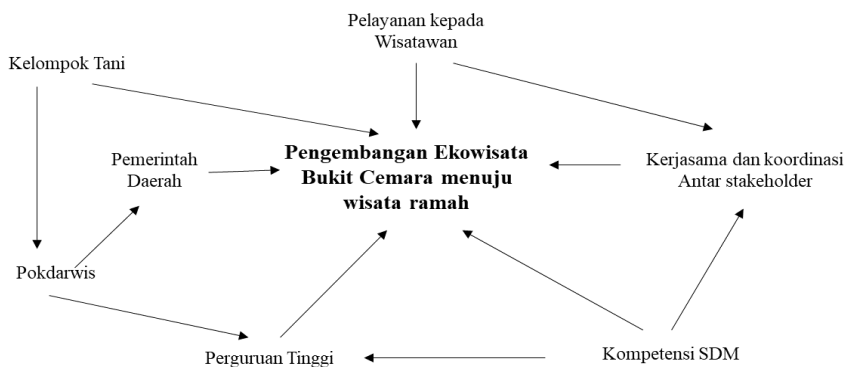 Pelayanan kepada
Wisatawan
Kelompok Tani
Pengembangan Ekowisata
Bukit Cemara menuju
wisata ramah
Pemerintah
Daerah
Kerjasama dan koordinasi
Antar stakeholder
Pokdarwis
Perguruan Tinggi
Kompetensi SDM